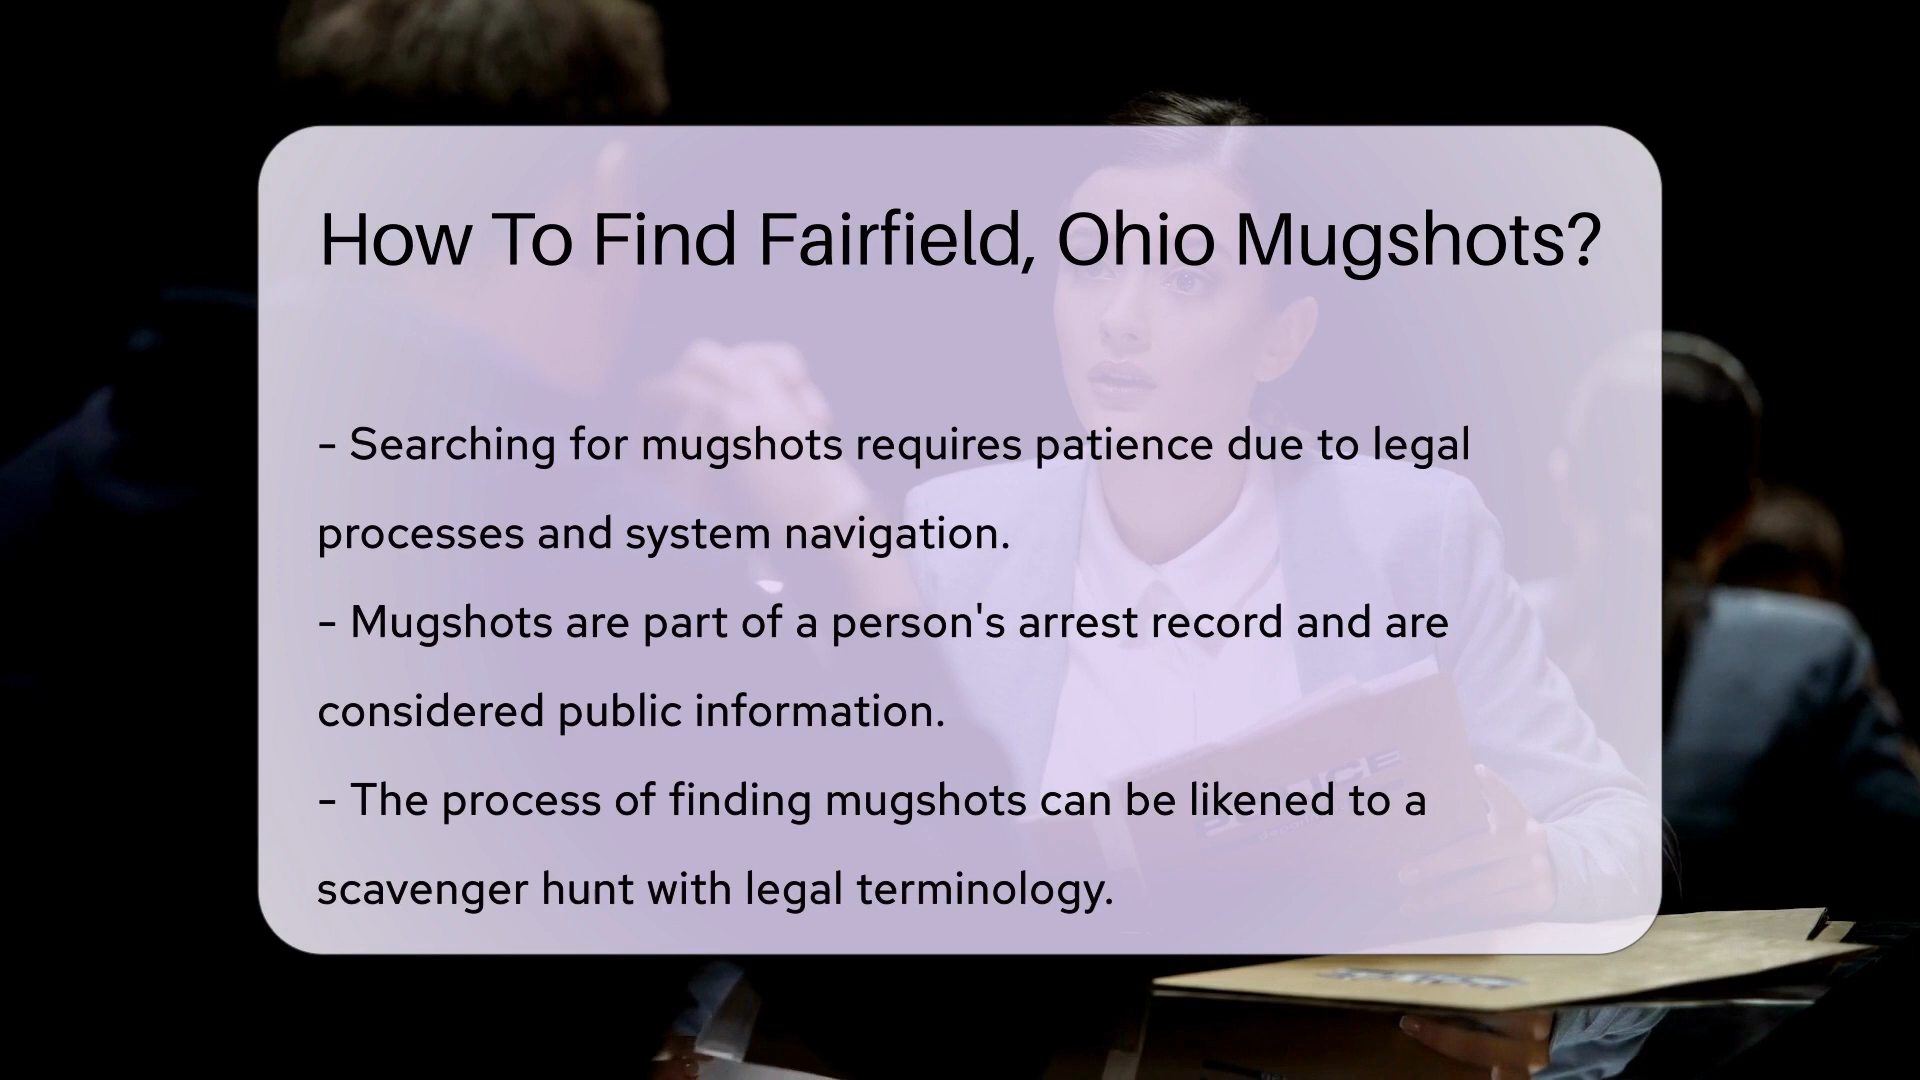 How To Find Fairfield, Ohio Mugshots?
- Searching for mugshots requires patience due to legal
processes and system navigation.
- Mugshots are part of a person's arrest record and are
considered public information.
- The process of finding mugshots can be likened to a
scavenger hunt with legal terminology.